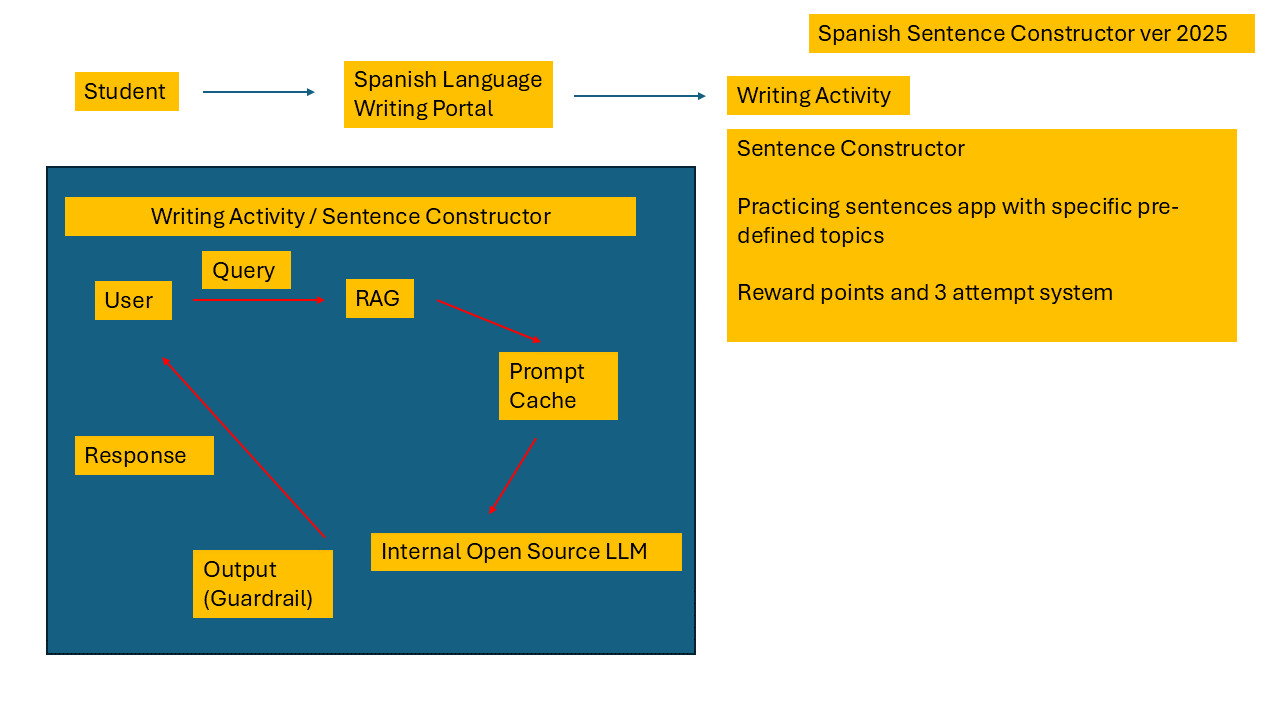 Spanish Sentence Constructor ver 2025
Student
Spanish Language
Writing Portal
Writing Activity
Sentence Constructor
Practicing sentences app with specific pre-
defined topics
Reward points and 3 attempt system
Writing Activity / Sentence Constructor
Query
User
RAG
Prompt
Cache
Response
Internal Open Source LLM
Output
(Guardrail)